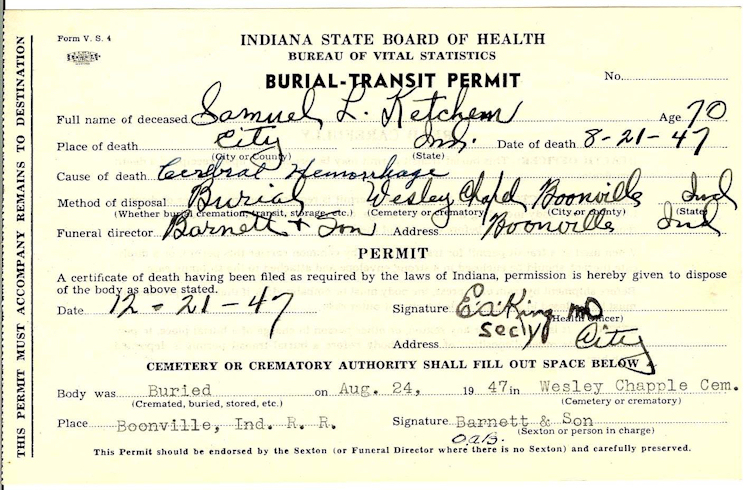 Form V. S. 4
INDIANA STATE BOARD OF HEALTH
BUREAU OF VITAL STATISTICS
BURIAL-TRANSIT PERMIT
No.
Full name of deceased Samuel L. Ketchem Age 70
Place of death City Ind. Date of death 8-21-47
(City or County) (State)
Cause of death Cerebral Hemorrhage
Method of disposal Burial Wesley Chapel Boonville Ind
(Whether burial cremation, transit, storage, etc.) (Cemetery or crematory) (City or county) (State)
Funeral director Barnett & Son Address Boonville Ind
PERMIT
A certificate of death having been filed as required by the laws of Indiana, permission is hereby given to dispose
of the body as above stated.
Date 12-21-47 Signature E.A. King MD
(Health Officer)
Secly
Address City
CEMETERY OR CREMATORY AUTHORITY SHALL FILL OUT SPACE BELOW
Body was Buried on Aug. 24, 1947 in Wesley Chapple Cem.
(Cremated, buried, stored, etc.) (Cemetery or crematory)
Place Boonville, Ind. R. R. Signature Barnett & Son
O.a.B. (Sexton or person in charge)
This Permit should be endorsed by the Sexton (or Funeral Director where there is no Sexton) and carefully preserved.
THIS PERMIT MUST ACCOMPANY REMAINS TO DESTINATION